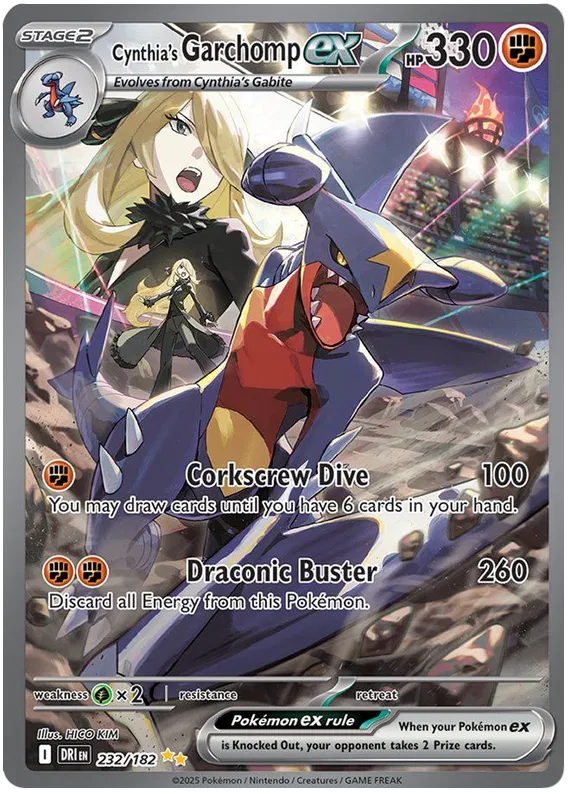 STAGE2
Cynthia's Garchomp ex HP330
Evolves from Cynthia's Gabite
Corkscrew Dive 100
You may draw cards until you have 6 cards in your hand.
Draconic Buster 260
Discard all Energy from this Pokémon.
weakness ×2 resistance retreat
Pokémon ex rule When your Pokémon ex
is Knocked Out, your opponent takes 2 Prize cards.
Illus. HICO KIM
I DRI EN 232/182
©2025 Pokémon / Nintendo / Creatures / GAME FREAK